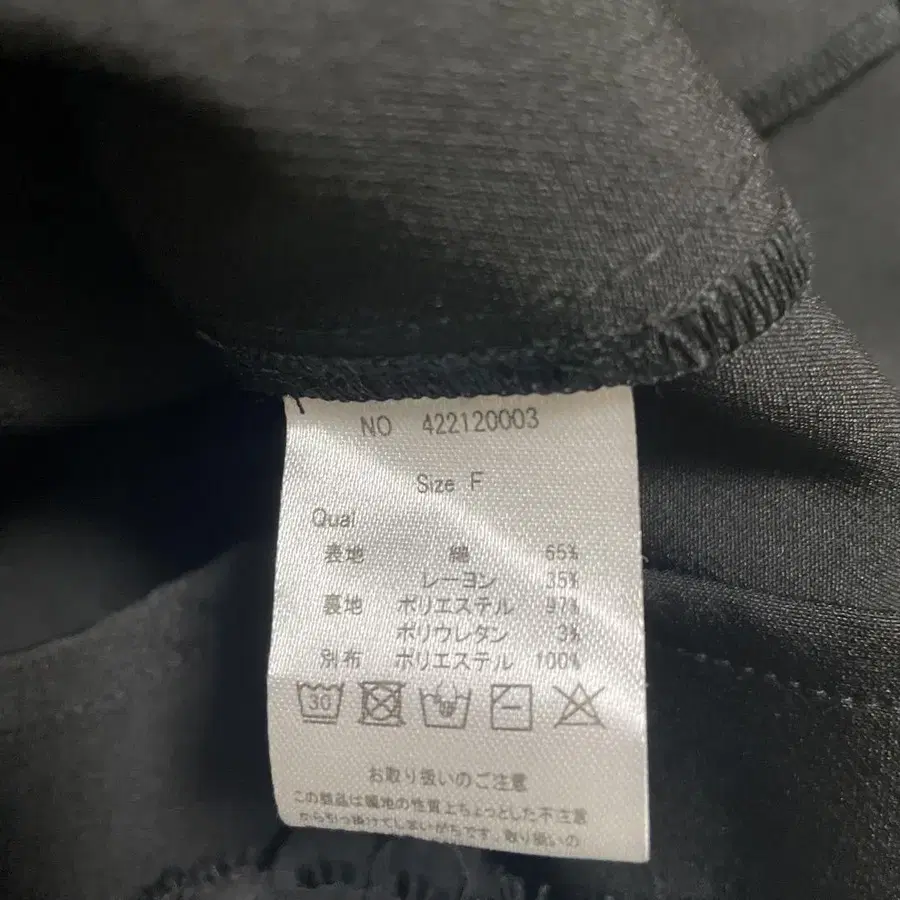 NO 422120003
Size F
Qual
表地 綿 65%
レーヨン 35%
裏地 ポリエステル 97%
ポリウレタン 3%
別布 ポリエステル 100%
30
お取り扱いのご注意
この商品は織地の性質上ちょっとした不注意
から引っ掛けてしまいがちです。取り扱いの